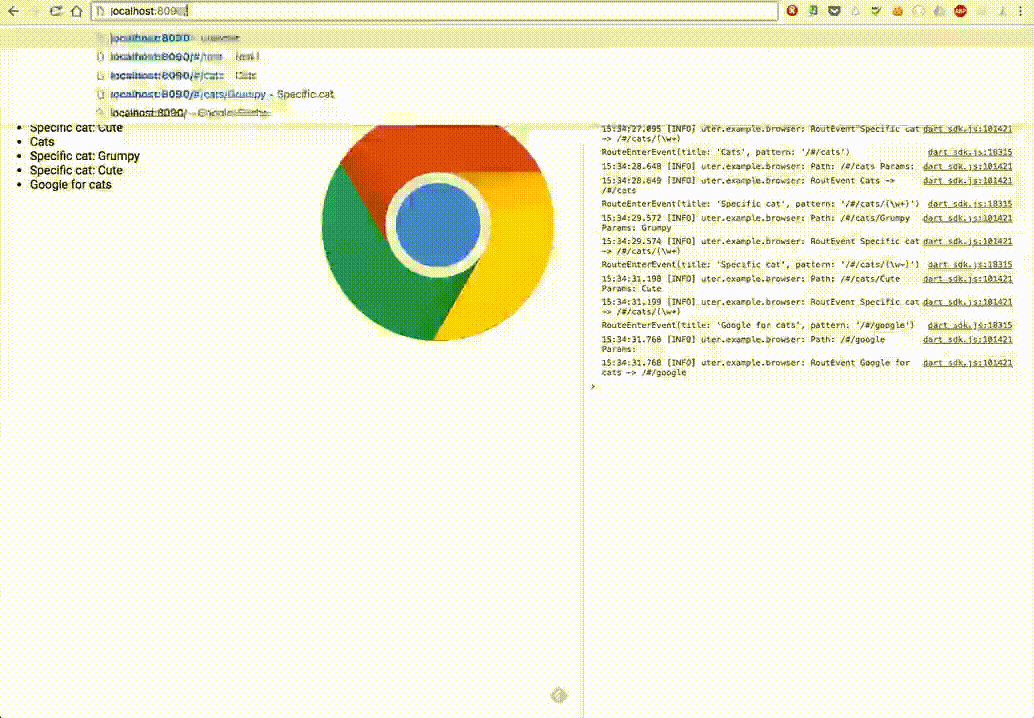 localhost:809
localhost:8090
localhost:8090/#/
localhost:8090/#/cats Cats
localhost:8090/#/cats/Grumpy - Specific cat
localhost:8090/
Specific cat: Cute
Cats
Specific cat: Grumpy
Specific cat: Cute
Google for cats
15:34:27.095 [INFO] uter.example.browser: RoutEvent Specific cat dart_sdk.js:101421
-> /#/cats/(\w+)
RouteEnterEvent(title: 'Cats', pattern: '/#/cats') dart_sdk.js:18315
15:34:28.648 [INFO] uter.example.browser: Path: /#/cats Params: dart_sdk.js:101421
15:34:28.649 [INFO] uter.example.browser: RoutEvent Cats -> dart_sdk.js:101421
/#/cats
RouteEnterEvent(title: 'Specific cat', pattern: '/#/cats/(\w+)') dart_sdk.js:18315
15:34:29.572 [INFO] uter.example.browser: Path: /#/cats/Grumpy dart_sdk.js:101421
Params: Grumpy
15:34:29.574 [INFO] uter.example.browser: RoutEvent Specific cat dart_sdk.js:101421
-> /#/cats/(\w+)
RouteEnterEvent(title: 'Specific cat', pattern: '/#/cats/(\w+)') dart_sdk.js:18315
15:34:31.198 [INFO] uter.example.browser: Path: /#/cats/Cute dart_sdk.js:101421
Params: Cute
15:34:31.199 [INFO] uter.example.browser: RoutEvent Specific cat dart_sdk.js:101421
-> /#/cats/(\w+)
RouteEnterEvent(title: 'Google for cats', pattern: '/#/google') dart_sdk.js:18315
15:34:31.768 [INFO] uter.example.browser: Path: /#/google dart_sdk.js:101421
Params:
15:34:31.768 [INFO] uter.example.browser: RoutEvent Google for dart_sdk.js:101421
cats -> /#/google